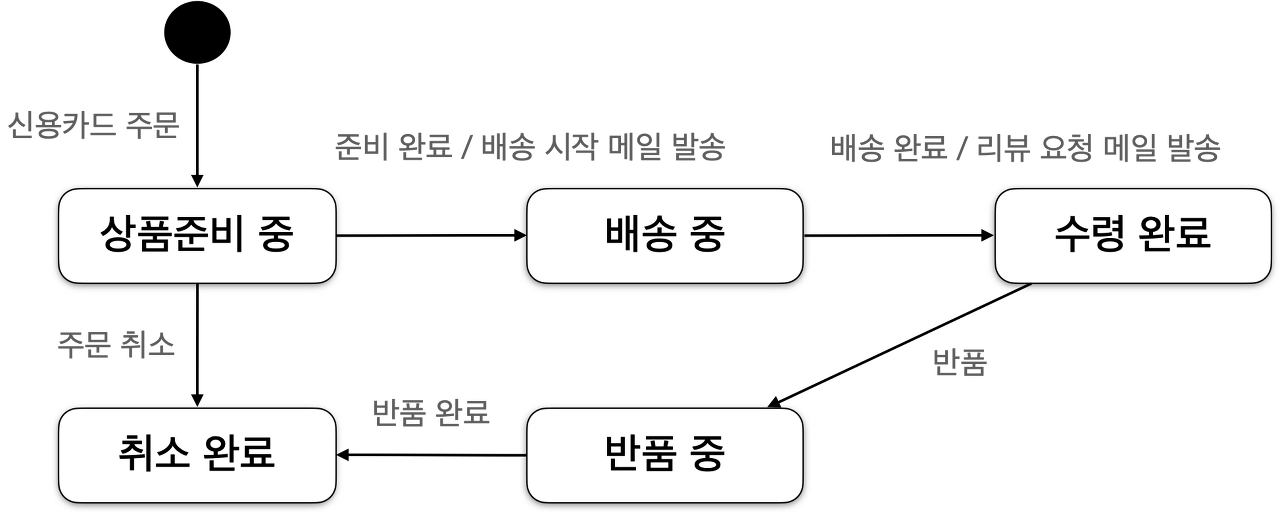 신용카드 주문
준비 완료 / 배송 시작 메일 발송
배송 완료 / 리뷰 요청 메일 발송
상품준비 중
배송 중
수령 완료
주문 취소
반품
반품 완료
취소 완료
반품 중